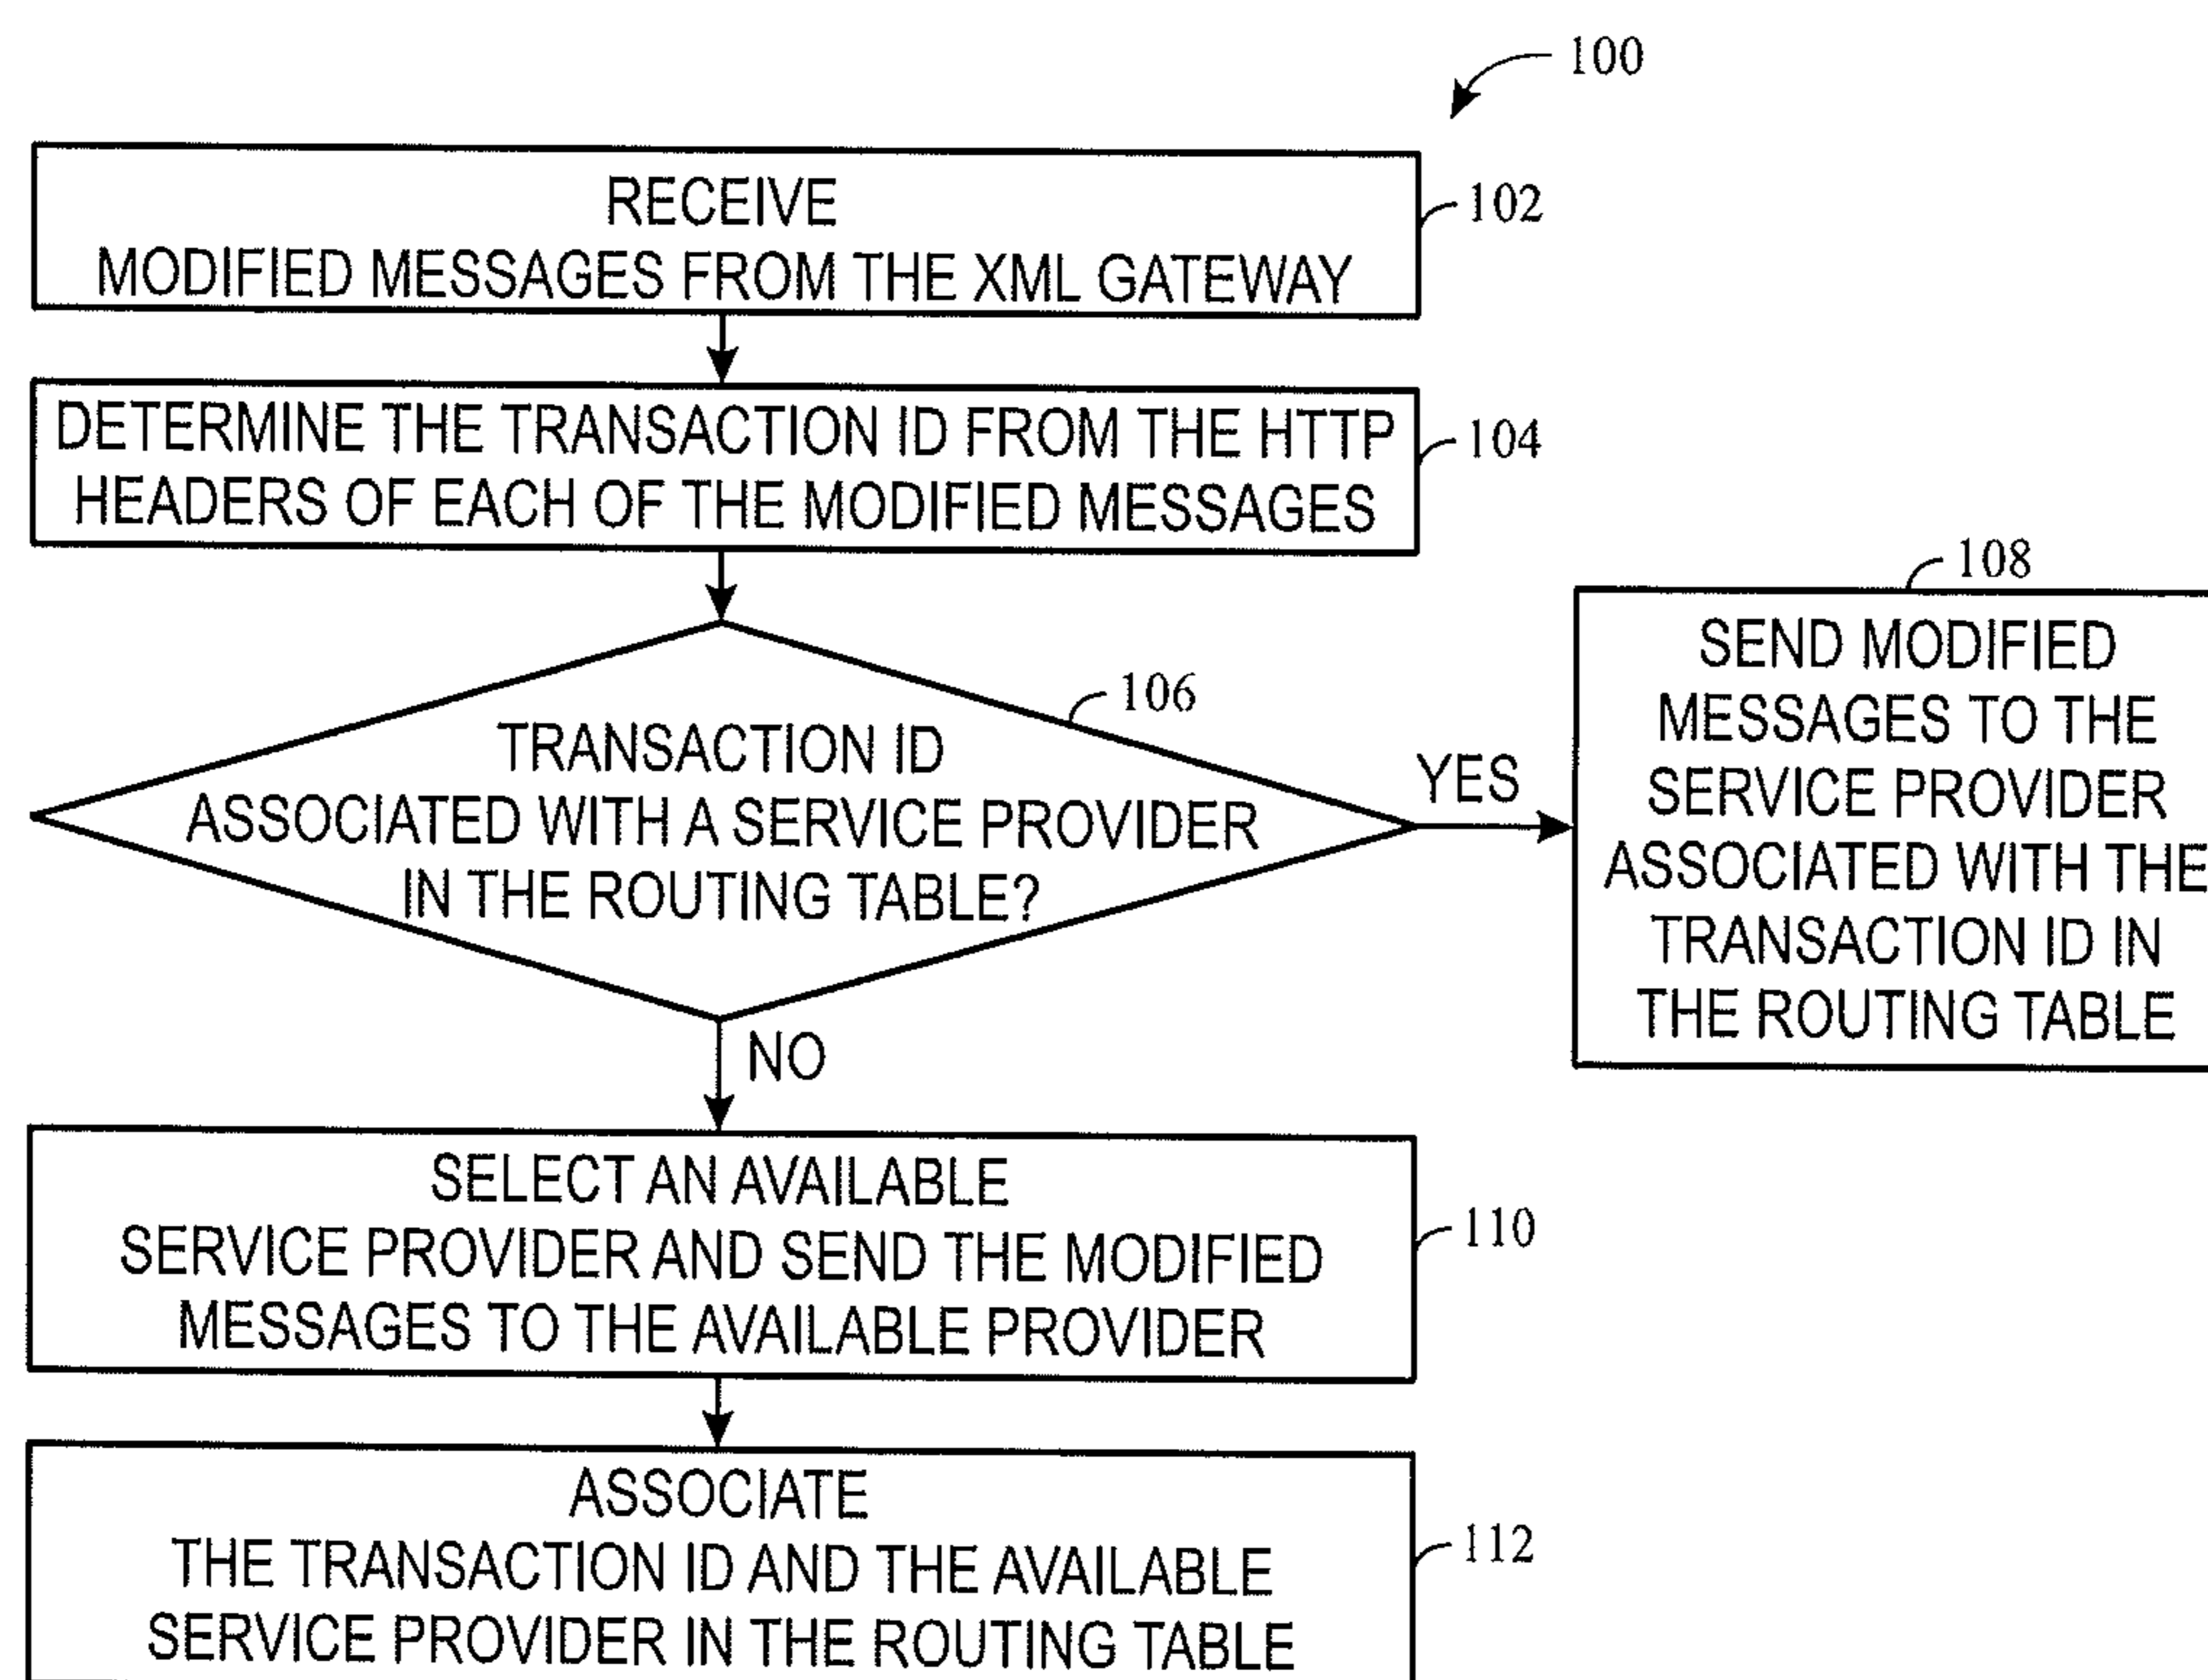 100
RECEIVE
MODIFIED MESSAGES FROM THE XML GATEWAY
102
DETERMINE THE TRANSACTION ID FROM THE HTTP
HEADERS OF EACH OF THE MODIFIED MESSAGES
104
TRANSACTION ID
ASSOCIATED WITH A SERVICE PROVIDER
IN THE ROUTING TABLE?
106
YES
108
SEND MODIFIED
MESSAGES TO THE
SERVICE PROVIDER
ASSOCIATED WITH THE
TRANSACTION ID IN
THE ROUTING TABLE
NO
SELECT AN AVAILABLE
SERVICE PROVIDER AND SEND THE MODIFIED
MESSAGES TO THE AVAILABLE PROVIDER
110
ASSOCIATE
THE TRANSACTION ID AND THE AVAILABLE
SERVICE PROVIDER IN THE ROUTING TABLE
112